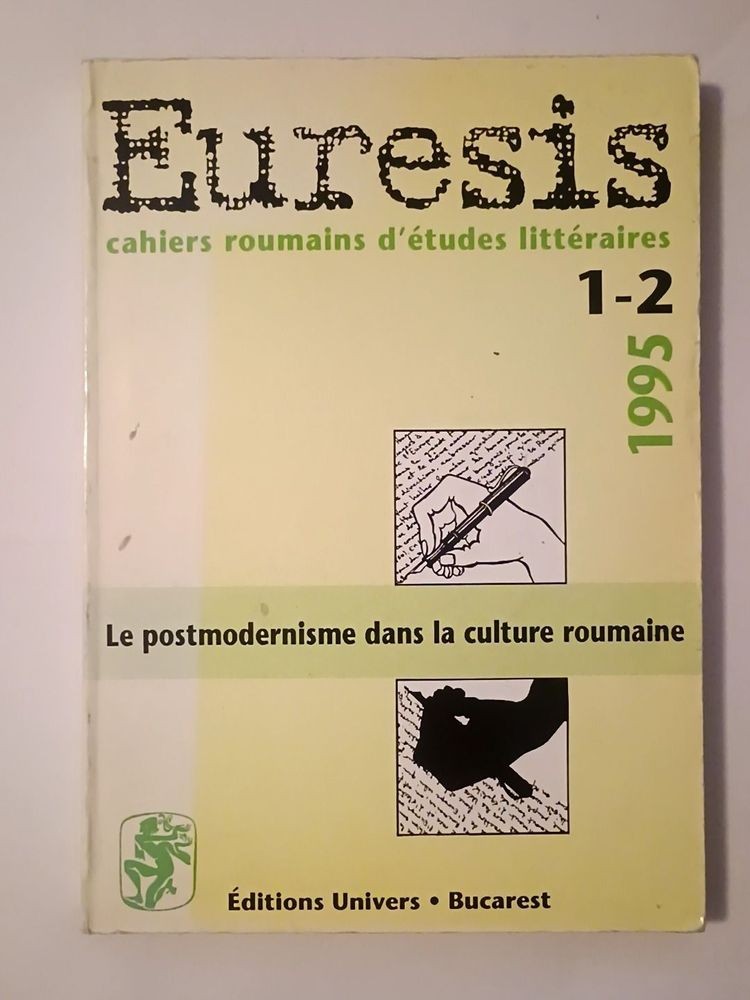 Euresis
cahiers roumains d'études littéraires
1-2
1995
Le postmodernisme dans la culture roumaine
Éditions Univers • Bucarest